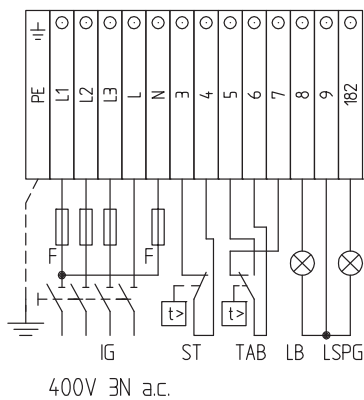 PE L1 L2 L3 L N 3 4 5 6 7 8 9 182
F F
t> t>
IG ST TAB LB LSPG
400V 3N a.c.